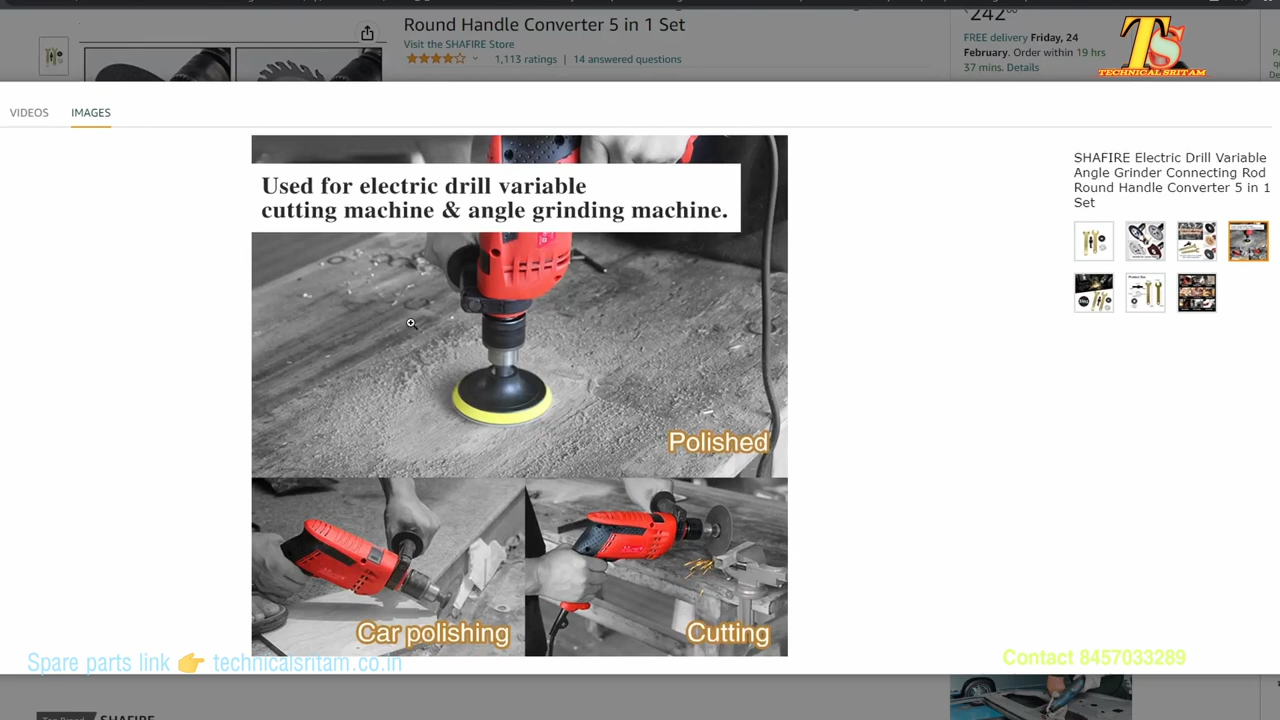 Round Handle Converter 5 in 1 Set
Visit the SHAFIRE Store
1,113 ratings | 14 answered questions
242
FREE delivery Friday, 24
February. Order within 19 hrs
37 mins. Details
TS
TECHNICAL SRITAM
VIDEOS
IMAGES
Used for electric drill variable
cutting machine & angle grinding machine.
Polished
Car polishing
Cutting
SHAFIRE Electric Drill Variable
Angle Grinder Connecting Rod
Round Handle Converter 5 in 1
Set
Spare parts link 👉 technicalsritam.co.in
Contact 8457033289
SHAFIRE